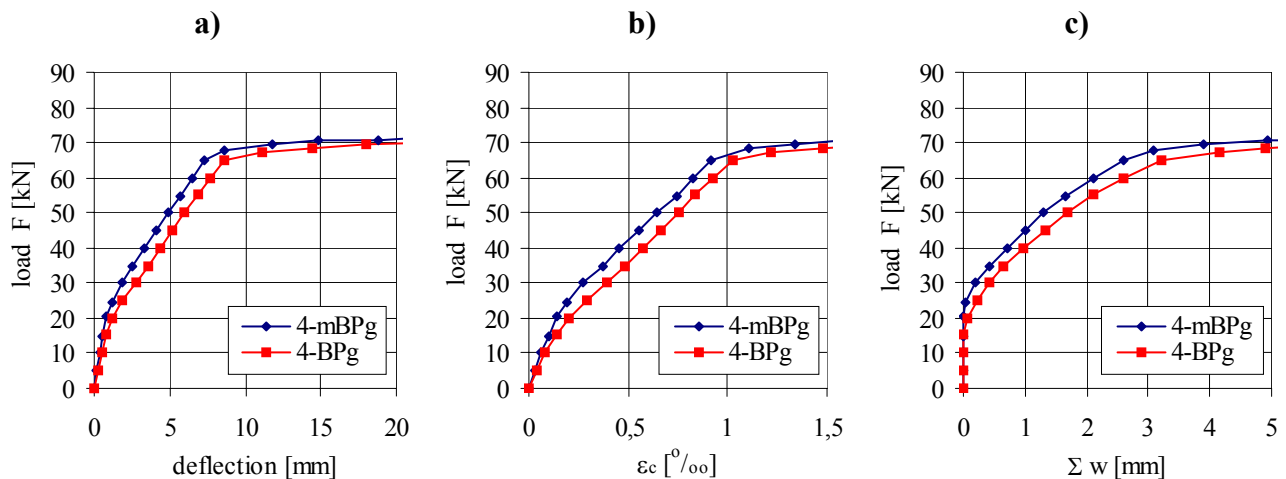 a)
load F [kN]
90
80
70
60
50
40
30
20
10
0
0 5 10 15 20
deflection [mm]
4-mBPg
4-BPg
b)
load F [kN]
90
80
70
60
50
40
30
20
10
0
0 0,5 1 1,5
εc [o/oo]
4-mBPg
4-BPg
c)
load F [kN]
90
80
70
60
50
40
30
20
10
0
0 1 2 3 4 5
Σ w [mm]
4-mBPg
4-BPg